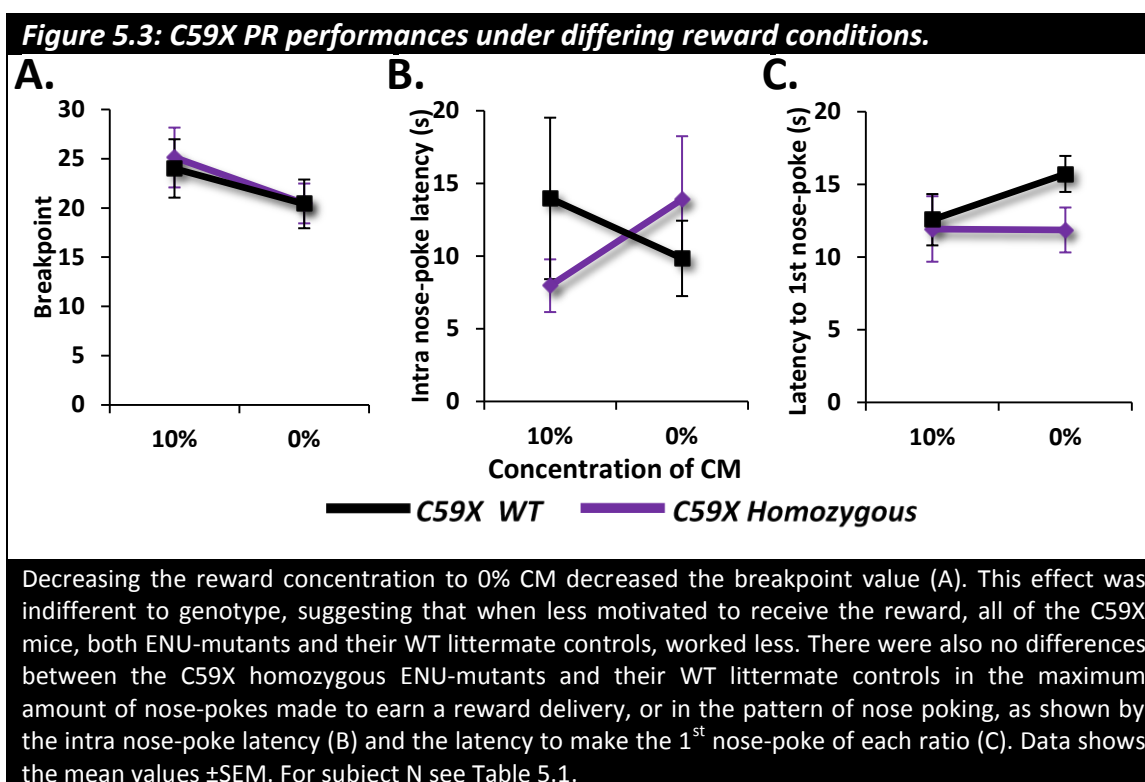 Figure 5.3: C59X PR performances under differing reward conditions.
A.
30
25
20
15
10
5
0
Breakpoint
10%
0%
B.
20
15
10
5
0
Intra nose-poke latency (s)
10%
0%
C.
20
15
10
5
0
Latency to 1st nose-poke (s)
10%
0%
Concentration of CM
C59X WT
C59X Homozygous
Decreasing the reward concentration to 0% CM decreased the breakpoint value (A). This effect was
indifferent to genotype, suggesting that when less motivated to receive the reward, all of the C59X
mice, both ENU-mutants and their WT littermate controls, worked less. There were also no differences
between the C59X homozygous ENU-mutants and their WT littermate controls in the maximum
amount of nose-pokes made to earn a reward delivery, or in the pattern of nose poking, as shown by
the intra nose-poke latency (B) and the latency to make the 1st nose-poke of each ratio (C). Data shows
the mean values ±SEM. For subject N see Table 5.1.